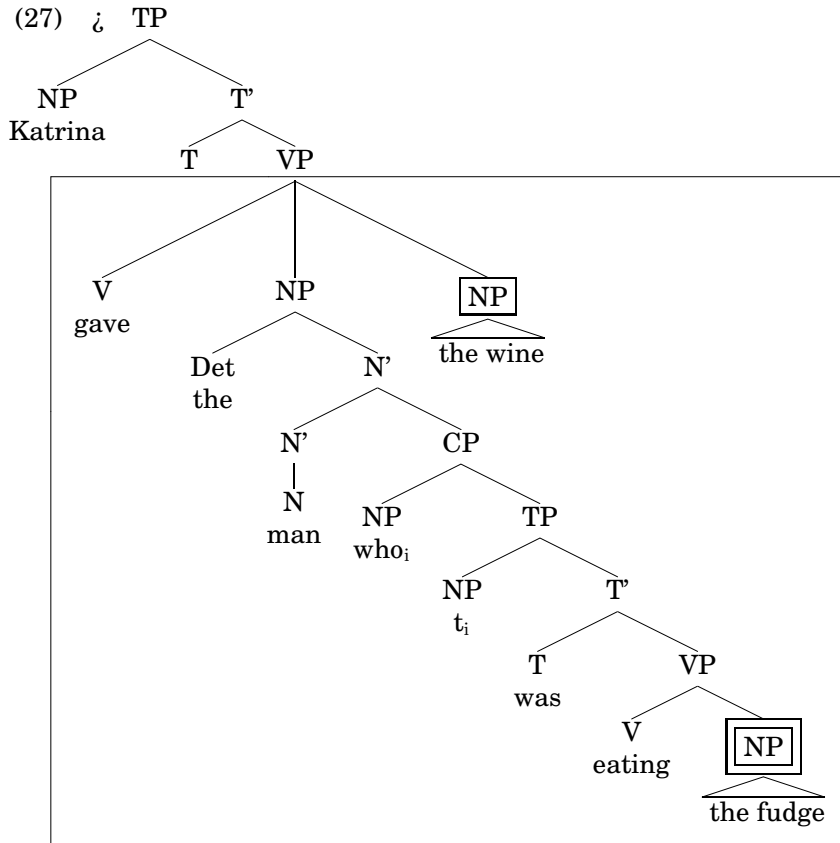 (27) ¿ TP
NP T’
Katrina
T VP
V NP NP
gave
the wine
Det N’
the
N’ CP
N NP TP
man whoᵢ
NP T’
tᵢ
T VP
was
V NP
eating
the fudge